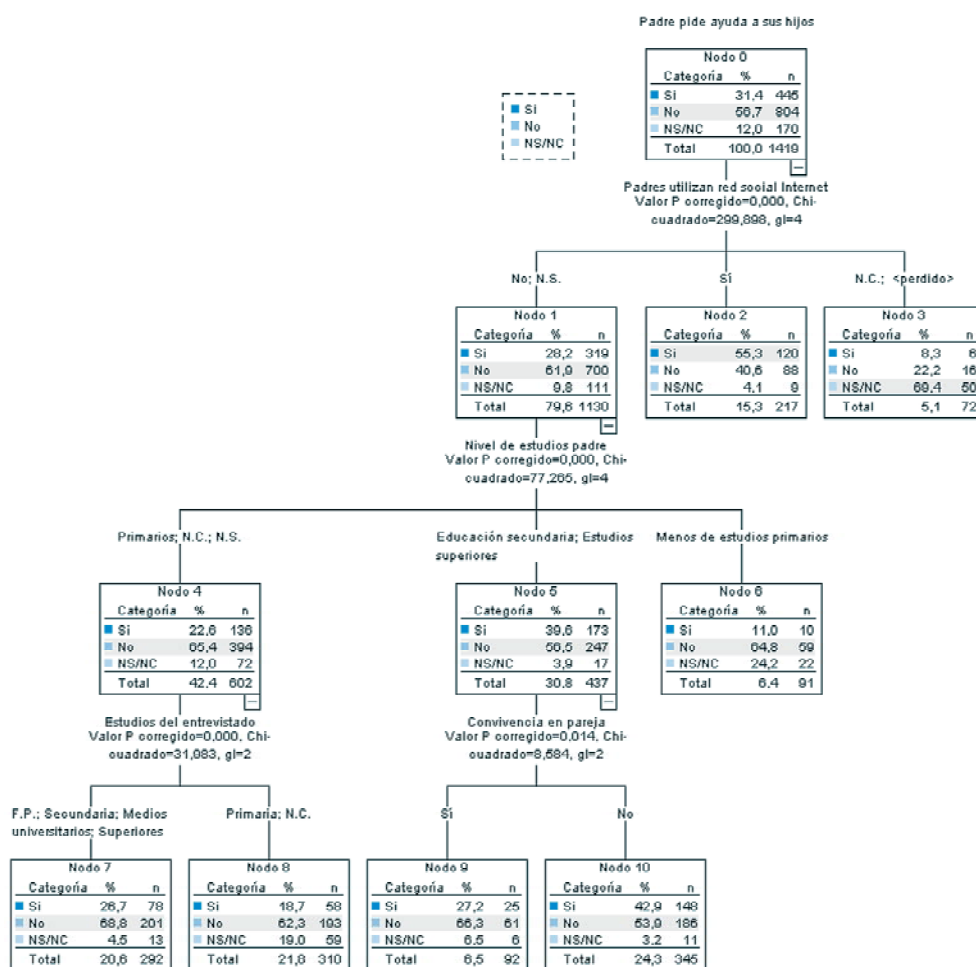 Padre pide ayuda a sus hijos
Nodo 0
Categoría % n
Si 31,4 445
No 56,7 804
NS/NC 12,0 170
Total 100,0 1419
Si
No
NS/NC
Padres utilizan red social Internet
Valor P corregido=0,000, Chi-
cuadrado=299,898, gl=4
No; N.S.
Sí
N.C.; <perdido>
Nodo 1
Categoría % n
Si 28,2 319
No 61,9 700
NS/NC 9,8 111
Total 79,6 1130
Nodo 2
Categoría % n
Si 55,3 120
No 40,6 88
NS/NC 4,1 9
Total 15,3 217
Nodo 3
Categoría % n
Si 8,3 6
No 22,2 16
NS/NC 69,4 50
Total 5,1 72
Nivel de estudios padre
Valor P corregido=0,000, Chi-
cuadrado=77,265, gl=4
Primarios; N.C.; N.S.
Educación secundaria; Estudios
superiores
Menos de estudios primarios
Nodo 4
Categoría % n
Si 22,6 136
No 65,4 394
NS/NC 12,0 72
Total 42,4 602
Nodo 5
Categoría % n
Si 39,6 173
No 56,5 247
NS/NC 3,9 17
Total 30,8 437
Nodo 6
Categoría % n
Si 11,0 10
No 64,8 59
NS/NC 24,2 22
Total 6,4 91
Estudios del entrevistado
Valor P corregido=0,000, Chi-
cuadrado=31,083, gl=2
Convivencia en pareja
Valor P corregido=0,014, Chi-
cuadrado=8,584, gl=2
F.P.; Secundaria; Medios
universitarios; Superiores
Primaria; N.C.
Sí
No
Nodo 7
Categoría % n
Si 26,7 78
No 68,8 201
NS/NC 4,5 13
Total 20,6 292
Nodo 8
Categoría % n
Si 18,7 58
No 62,3 193
NS/NC 19,0 59
Total 21,8 310
Nodo 9
Categoría % n
Si 27,2 25
No 66,3 61
NS/NC 6,5 6
Total 6,5 92
Nodo 10
Categoría % n
Si 42,9 148
No 53,9 186
NS/NC 3,2 11
Total 24,3 345